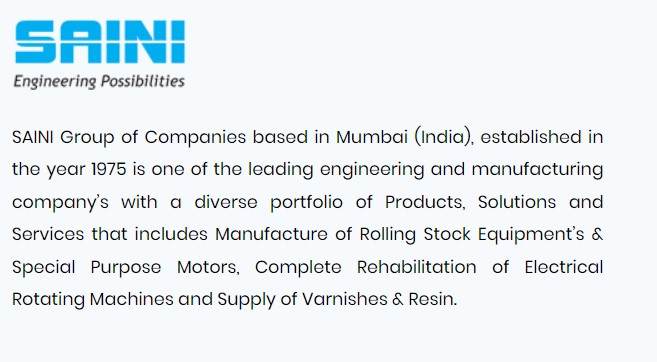 SAINI
Engineering Possibilities
SAINI Group of Companies based in Mumbai (India), established in
the year 1975 is one of the leading engineering and manufacturing
company's with a diverse portfolio of Products, Solutions and
Services that includes Manufacture of Rolling Stock Equipment's &
Special Purpose Motors, Complete Rehabilitation of Electrical
Rotating Machines and Supply of Varnishes & Resin.